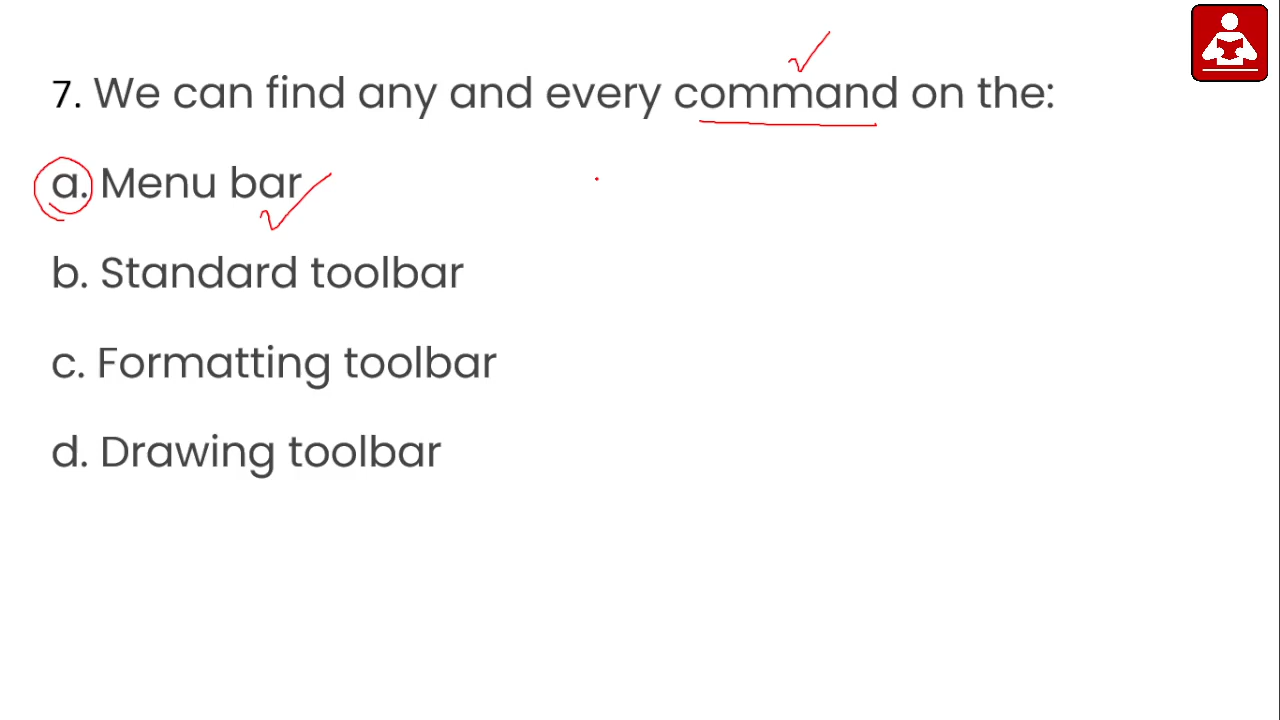 7. We can find any and every command on the:
a. Menu bar
b. Standard toolbar
c. Formatting toolbar
d. Drawing toolbar